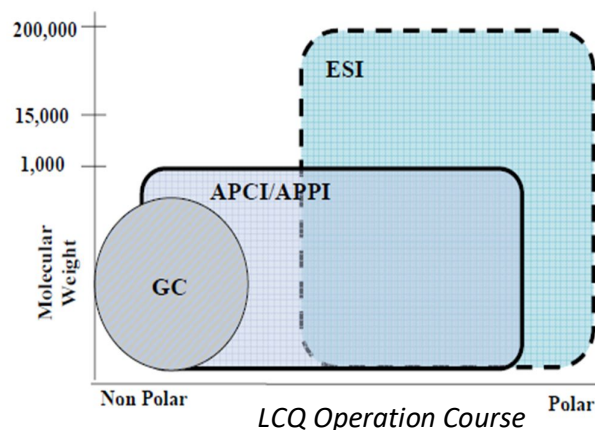 200,000
ESI
15,000
1,000
APCI/APPI
Molecular
Weight
GC
Non Polar
Polar
LCQ Operation Course